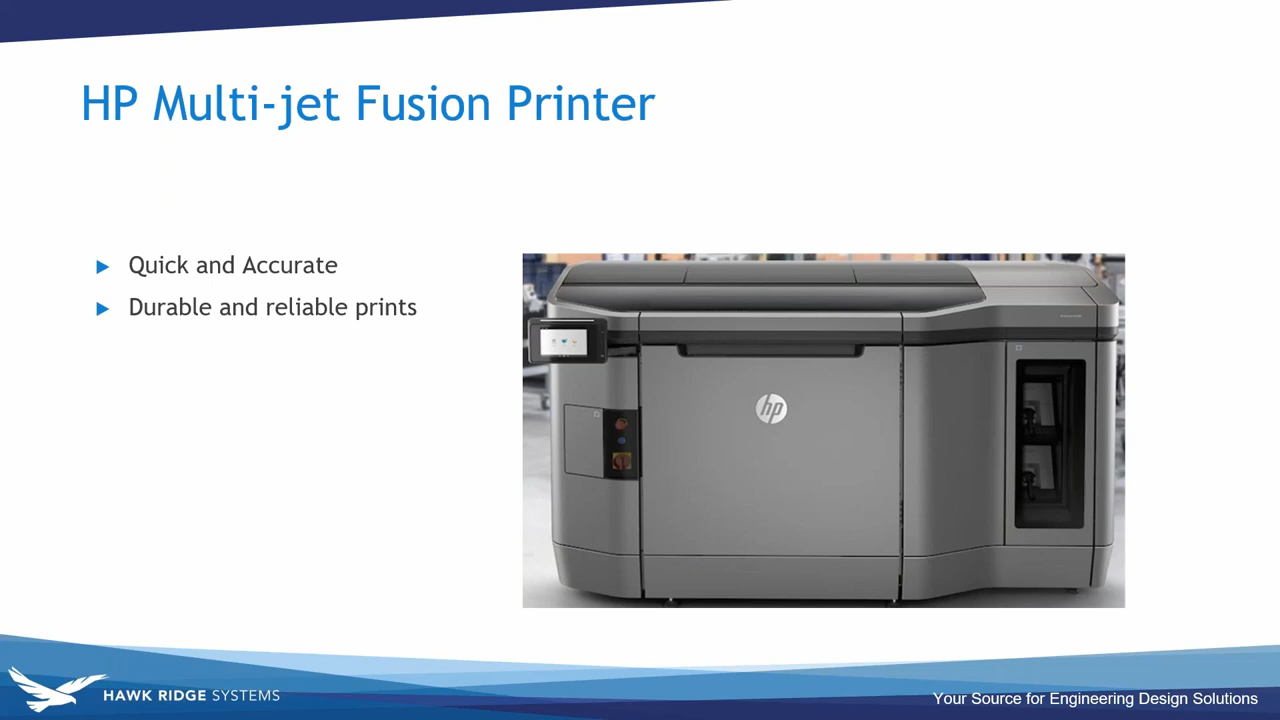 HP Multi-jet Fusion Printer
Quick and Accurate
Durable and reliable prints
hp
HAWK RIDGE SYSTEMS
Your Source for Engineering Design Solutions